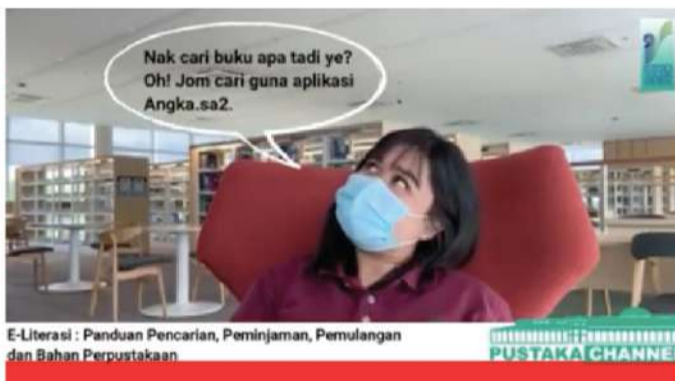 Nak cari buku apa tadi ye?
Oh! Jom cari guna aplikasi
Angka.sa2.
E-Literasi : Panduan Pencarian, Peminjaman, Pemulangan
dan Bahan Perpustakaan
PUSTAKA CHANNEL